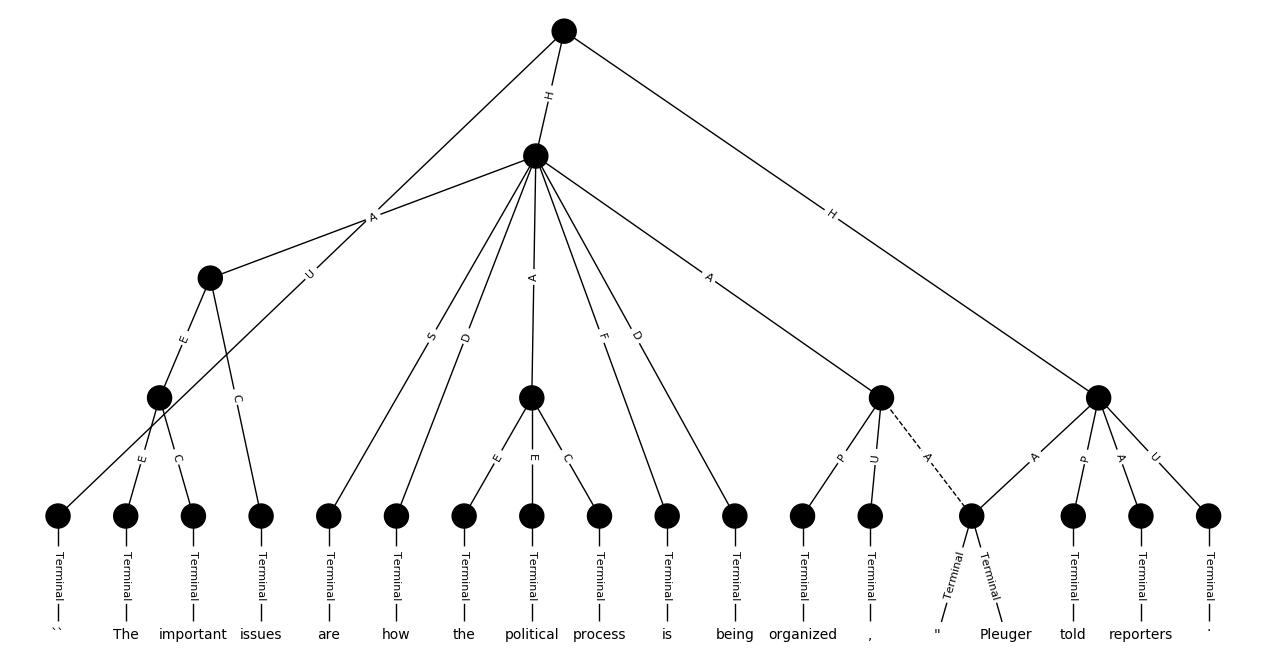 H
A
U
H
A
A
E
S
D
F
D
C
E
C
E
E
C
P
U
A
A
P
A
U
Terminal Terminal Terminal Terminal Terminal Terminal Terminal Terminal Terminal Terminal Terminal Terminal Terminal Terminal Terminal Terminal Terminal Terminal
`` The important issues are how the political process is being organized , " Pleuger told reporters .